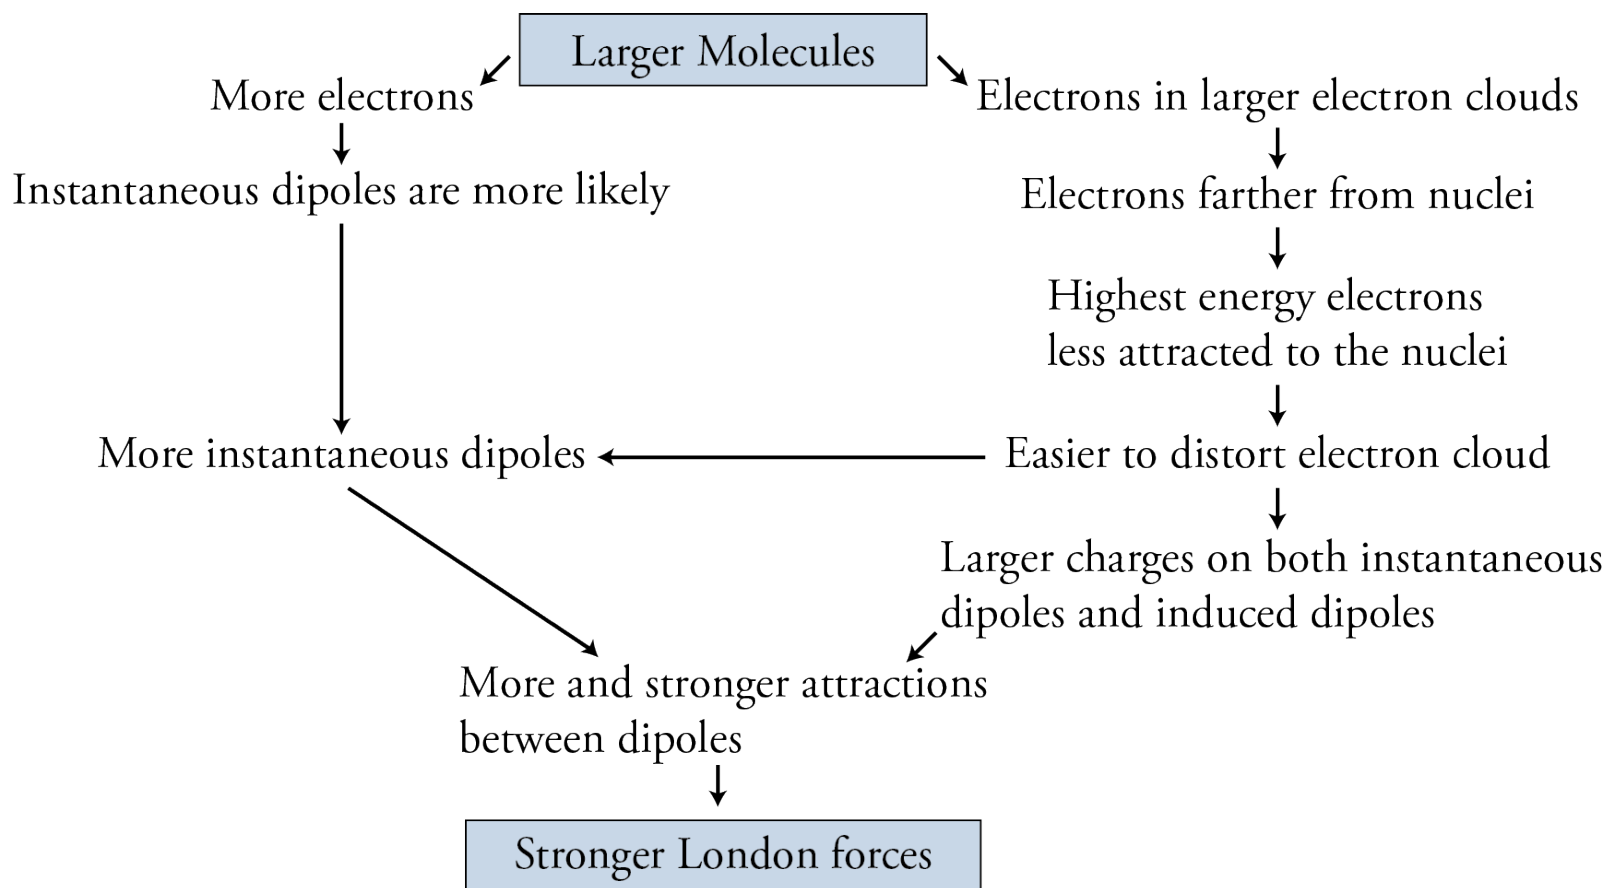 Larger Molecules
More electrons
Electrons in larger electron clouds
Instantaneous dipoles are more likely
Electrons farther from nuclei
Highest energy electrons
less attracted to the nuclei
More instantaneous dipoles
Easier to distort electron cloud
Larger charges on both instantaneous
dipoles and induced dipoles
More and stronger attractions
between dipoles
Stronger London forces